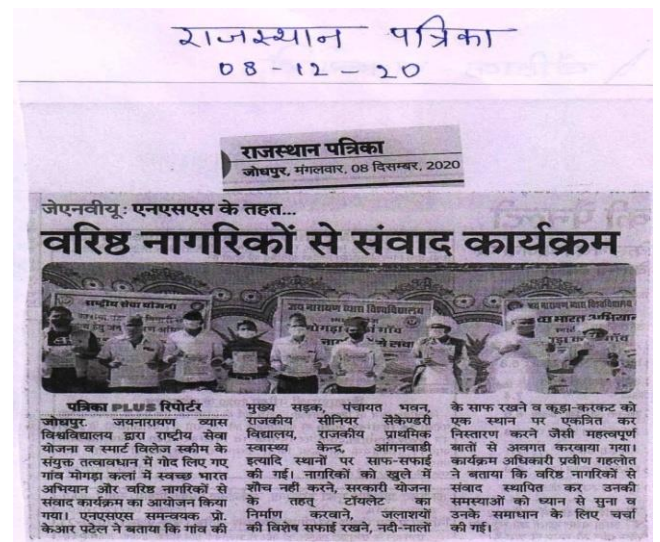 राजस्थान पत्रिका
08-12-20
राजस्थान पत्रिका
जोधपुर, मंगलवार, 08 दिसम्बर, 2020
जेएनवीयू: एनएसएस के तहत...
वरिष्ठ नागरिकों से संवाद कार्यक्रम
राष्ट्रीय सेवा योजना
जय नारायण व्यास विश्वविद्यालय
पत्रिका PLUS रिपोर्टर
जोधपुर. जयनारायण व्यास
विश्वविद्यालय द्वारा राष्ट्रीय सेवा
योजना व स्मार्ट विलेज स्कीम के
संयुक्त तत्वावधान में गोद लिए गए
गांव मोगड़ा कलां में स्वच्छ भारत
अभियान और वरिष्ठ नागरिकों से
संवाद कार्यक्रम का आयोजन किया
गया। एनएसएस समन्वयक प्रो.
केआर पटेल ने बताया कि गांव की
मुख्य सड़क, पंचायत भवन,
राजकीय सीनियर सैकेण्डरी
विद्यालय, राजकीय प्राथमिक
स्वास्थ्य केन्द्र, आंगनवाडी
इत्यादि स्थानों पर साफ-सफाई
की गई। नागरिकों को खुले में
शौच नही करने, सरकारी योजना
के तहत टॉयलेट का
निर्माण करवाने, जलाशयों
की विशेष सफाई रखने, नदी-नालों
के साफ रखने व कूड़ा-करकट को
एक स्थान पर एकत्रित कर
निस्तारण करने जैसी महत्वपूर्ण
बातों से अवगत करवाया गया।
कार्यक्रम अधिकारी प्रवीण गहलोत
ने बताया कि वरिष्ठ नागरिकों से
संवाद स्थापित कर उनकी
समस्याओं को ध्यान से सुना व
उनके समाधान के लिए चर्चा
की गई।